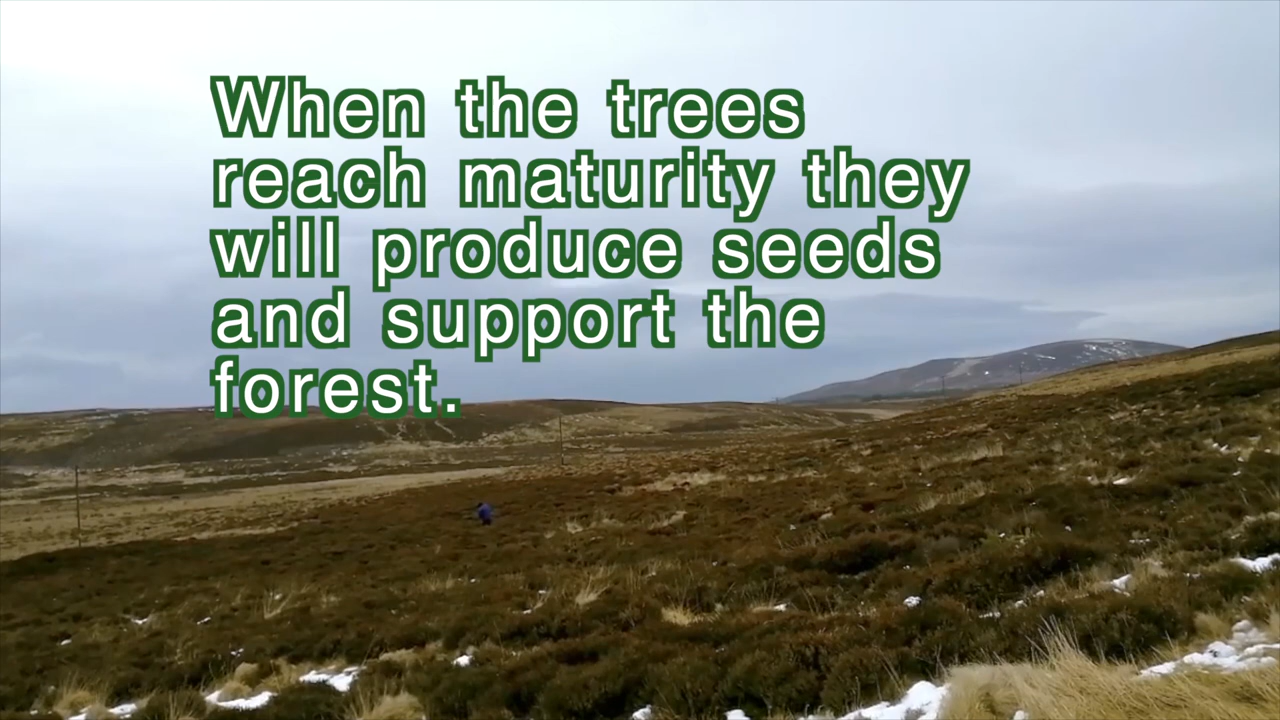 When the trees
reach maturity they
will produce seeds
and support the
forest.